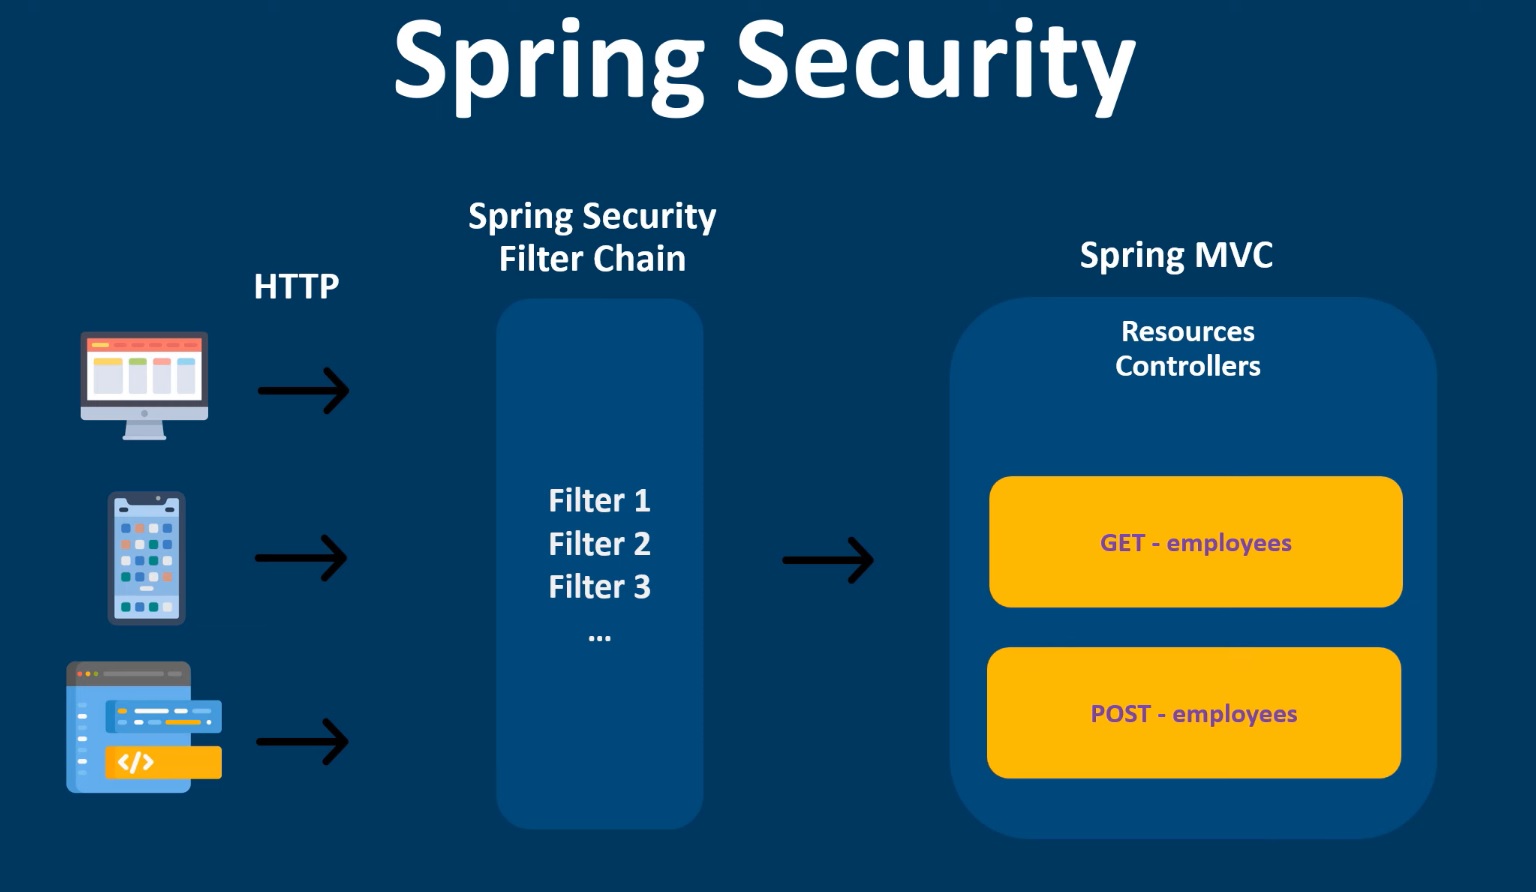 Spring Security
HTTP
Spring Security
Filter Chain
Filter 1
Filter 2
Filter 3
...
Spring MVC
Resources
Controllers
GET - employees
POST - employees
</>